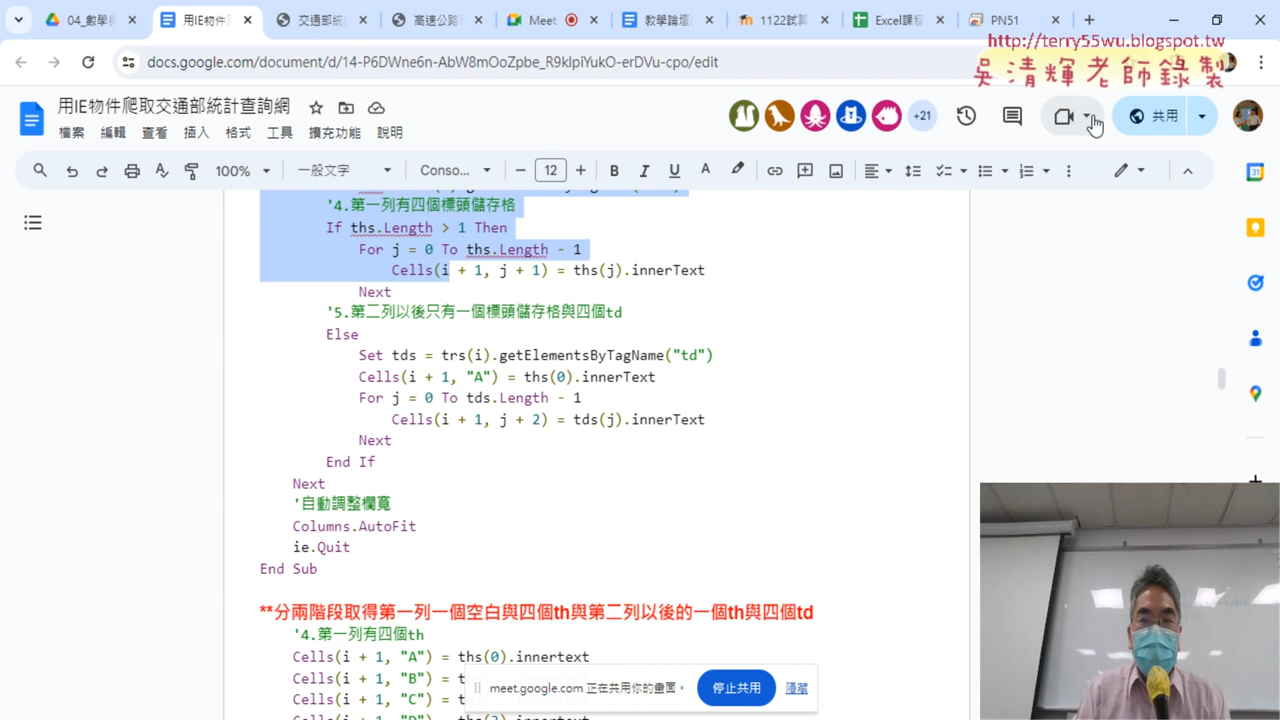 04_數學與
用IE物件
交通部統
高速公路
Meet
教學論壇
1122試算
Excel課程
PN51
http://terry55wu.blogspot.tw
吳清輝老師錄製
docs.google.com/document/d/14-P6DWne6n-AbW8mOoZpbe_R9klpiYukO-erDVu-cpo/edit
用IE物件爬取交通部統計查詢網
檔案 編輯 查看 插入 格式 工具 擴充功能 說明
+21
共用
100%
一般文字
Conso...
12
B I U A
31
'4.第一列有四個標頭儲存格
If ths.Length > 1 Then
For j = 0 To ths.Length - 1
Cells(i + 1, j + 1) = ths(j).innerText
Next
'5.第二列以後只有一個標頭儲存格與四個td
Else
Set tds = trs(i).getElementsByTagName("td")
Cells(i + 1, "A") = ths(0).innerText
For j = 0 To tds.Length - 1
Cells(i + 1, j + 2) = tds(j).innerText
Next
End If
Next
'自動調整欄寬
Columns.AutoFit
ie.Quit
End Sub
**分兩階段取得第一列一個空白與四個th與第二列以後的一個th與四個td
'4.第一列有四個th
Cells(i + 1, "A") = ths(0).innertext
Cells(i + 1, "B") = t
Cells(i + 1, "C") = t
meet.google.com 正在共用你的畫面。
停止共用
隱藏